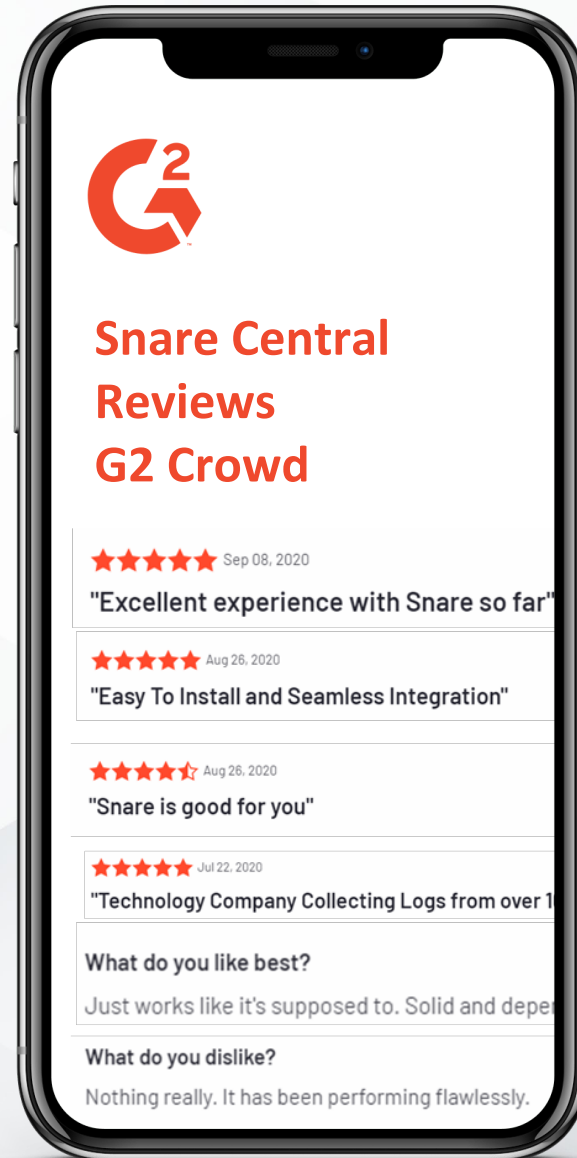 G2
Snare Central
Reviews
G2 Crowd
Sep 08, 2020
"Excellent experience with Snare so far"
Aug 26, 2020
"Easy To Install and Seamless Integration"
Aug 26, 2020
"Snare is good for you"
Jul 22, 2020
"Technology Company Collecting Logs from over
What do you like best?
Just works like it's supposed to. Solid and
What do you dislike?
Nothing really. It has been performing flawlessly.